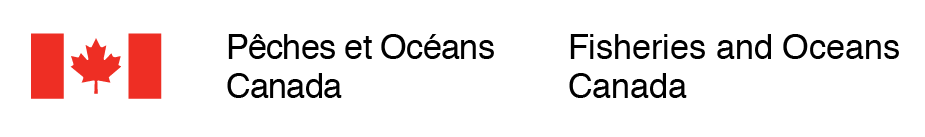 Pêches et Océans
Canada
Fisheries and Oceans
Canada